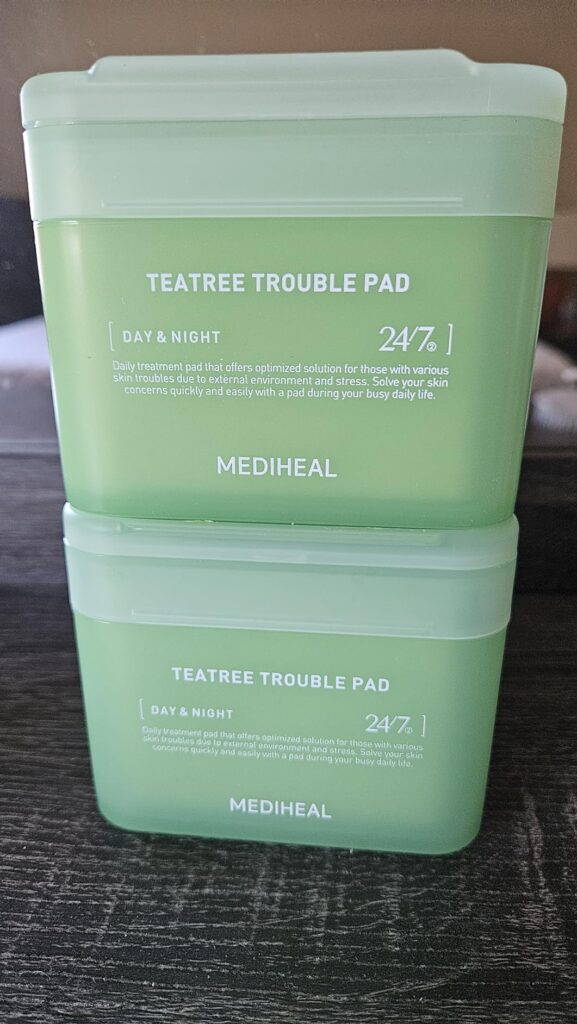 TEATREE TROUBLE PAD
[ DAY & NIGHT 24/7 ]
Daily treatment pad that offers optimized solution for those with various
skin troubles due to external environment and stress. Solve your skin
concerns quickly and easily with a pad during your busy daily life.
MEDIHEAL
TEATREE TROUBLE PAD
[ DAY & NIGHT 24/7 ]
Daily treatment pad that offers optimized solution for those with various
skin troubles due to external environment and stress. Solve your skin
concerns quickly and easily with a pad during your busy daily life.
MEDIHEAL